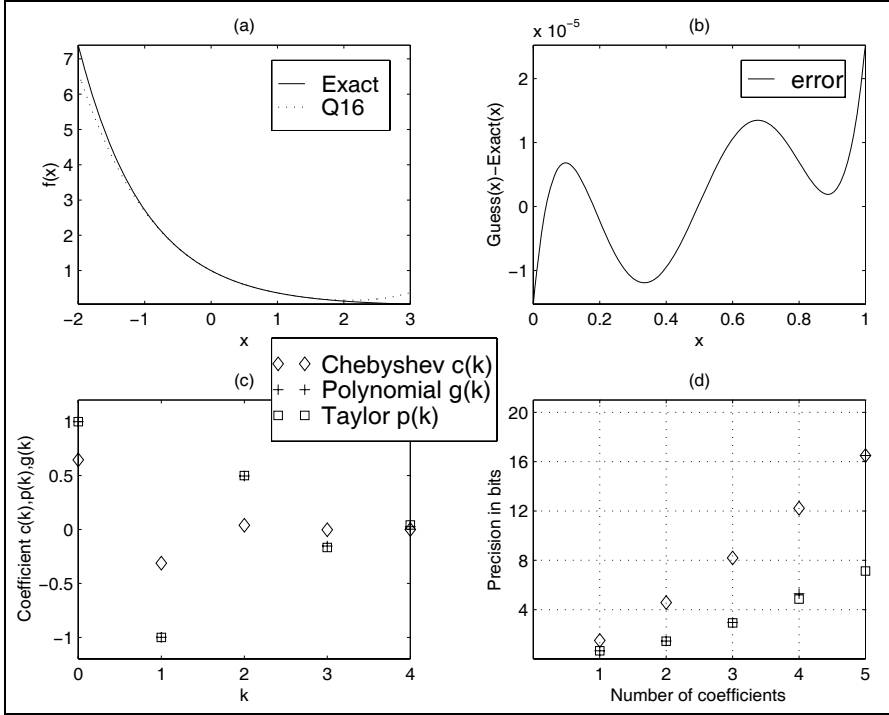 (a)
7
6
5
4
3
2
1
f(x)
−2
−1
0
1
2
3
x
Exact
Q16
(b)
x 10^-5
2
1
0
−1
Guess(x)−Exact(x)
0
0.2
0.4
0.6
0.8
1
x
error
Chebyshev c(k)
Polynomial g(k)
Taylor p(k)
(c)
1
0.5
0
−0.5
−1
Coefficient c(k),p(k),g(k)
0
1
2
3
4
k
(d)
20
16
12
8
4
Precision in bits
1
2
3
4
5
Number of coefficients